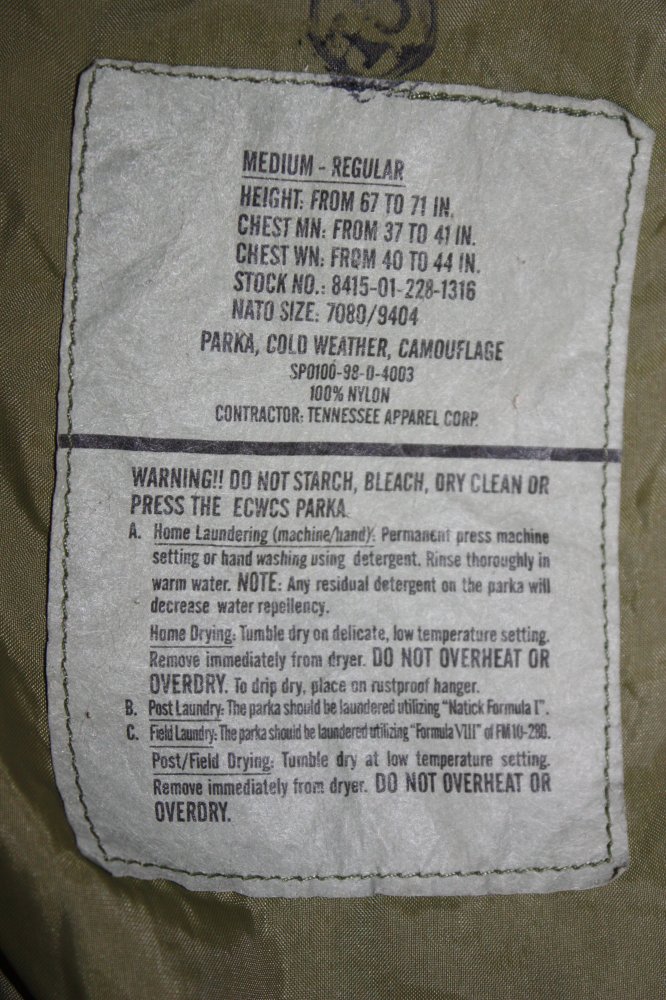 MEDIUM - REGULAR
HEIGHT: FROM 67 TO 71 IN.
CHEST MN: FROM 37 TO 41 IN.
CHEST WN: FROM 40 TO 44 IN.
STOCK NO.: 8415-01-228-1316
NATO SIZE: 7080/9404
PARKA, COLD WEATHER, CAMOUFLAGE
SP0100-98-D-4003
100% NYLON
CONTRACTOR: TENNESSEE APPAREL CORP.
WARNING!! DO NOT STARCH, BLEACH, DRY CLEAN OR
PRESS THE ECWCS PARKA.
A. Home Laundering (machine/hand): Permanent press machine
setting or hand washing using detergent. Rinse thoroughly in
warm water. NOTE: Any residual detergent on the parka will
decrease water repellency.
Home Drying: Tumble dry on delicate, low temperature setting.
Remove immediately from dryer. DO NOT OVERHEAT OR
OVERDRY. To drip dry, place on rustproof hanger.
B. Post Laundry: The parka should be laundered utilizing "Natick Formula I".
C. Field Laundry: The parka should be laundered utilizing "Formula VIII" of FM 10-280.
Post/Field Drying: Tumble dry at low temperature setting.
Remove immediately from dryer. DO NOT OVERHEAT OR
OVERDRY.